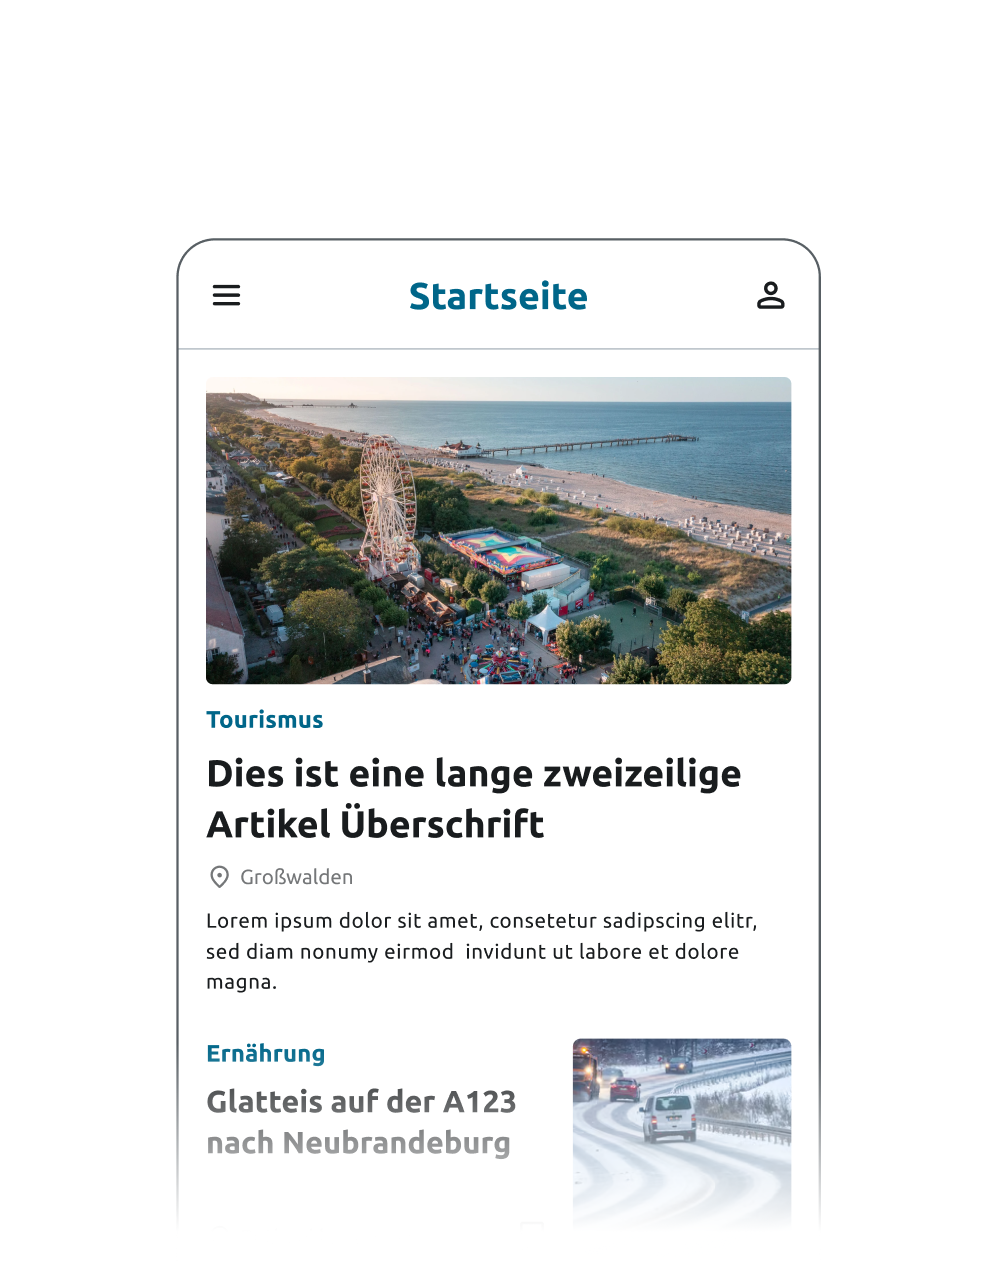 Startseite
Tourismus
Dies ist eine lange zweizeilige
Artikel Überschrift
Großwalden
Lorem ipsum dolor sit amet, consetetur sadipscing elitr,
sed diam nonumy eirmod  invidunt ut labore et dolore
magna.
Ernährung
Glatteis auf der A123
nach Neubrandeburg